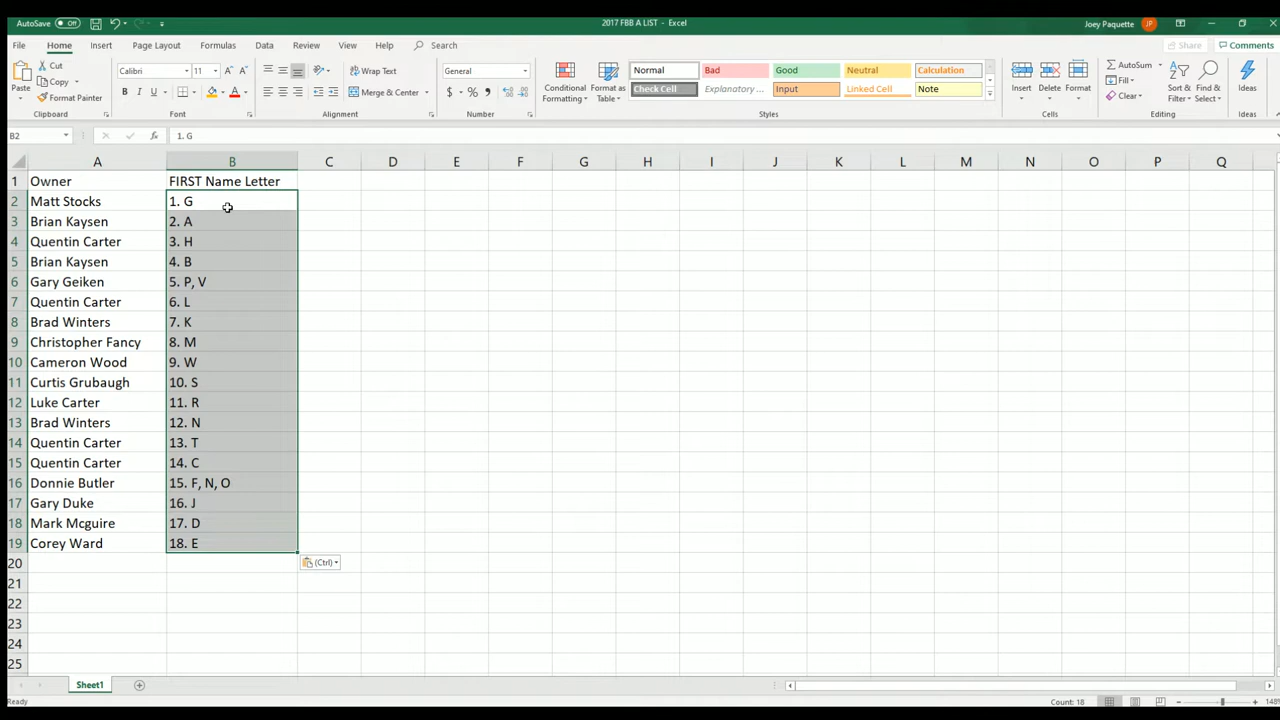 AutoSave Off 2017 FBB A LIST - Excel Joey Paquette JP
File Home Insert Page Layout Formulas Data Review View Help Search Share Comments
Paste Cut Copy Format Painter Clipboard
Calibri 11 B I U A Font
Wrap Text Merge & Center Alignment
General $ % Number
Conditional Formatting Format as Table
Normal Bad Good Neutral Calculation
Check Cell Explanatory ... Input Linked Cell Note
Styles
Insert Delete Format Cells
AutoSum Fill Clear Sort & Filter Find & Select Editing
Ideas Ideas
B2 fx 1. G
A B C D E F G H I J K L M N O P Q
1 Owner FIRST Name Letter
2 Matt Stocks 1. G
3 Brian Kaysen 2. A
4 Quentin Carter 3. H
5 Brian Kaysen 4. B
6 Gary Geiken 5. P, V
7 Quentin Carter 6. L
8 Brad Winters 7. K
9 Christopher Fancy 8. M
10 Cameron Wood 9. W
11 Curtis Grubaugh 10. S
12 Luke Carter 11. R
13 Brad Winters 12. N
14 Quentin Carter 13. T
15 Quentin Carter 14. C
16 Donnie Butler 15. F, N, O
17 Gary Duke 16. J
18 Mark Mcguire 17. D
19 Corey Ward 18. E
20 (Ctrl)
21
22
23
24
25
Sheet1
Ready Count: 18 148%